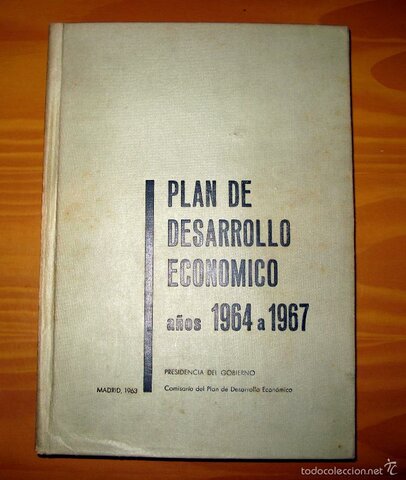 PLAN DE
DESARROLLO
ECONOMICO
años 1964 a 1967
PRESIDENCIA DEL GOBIERNO
MADRID, 1963
Comisaría del Plan de Desarrollo Económico
todocoleccion.net